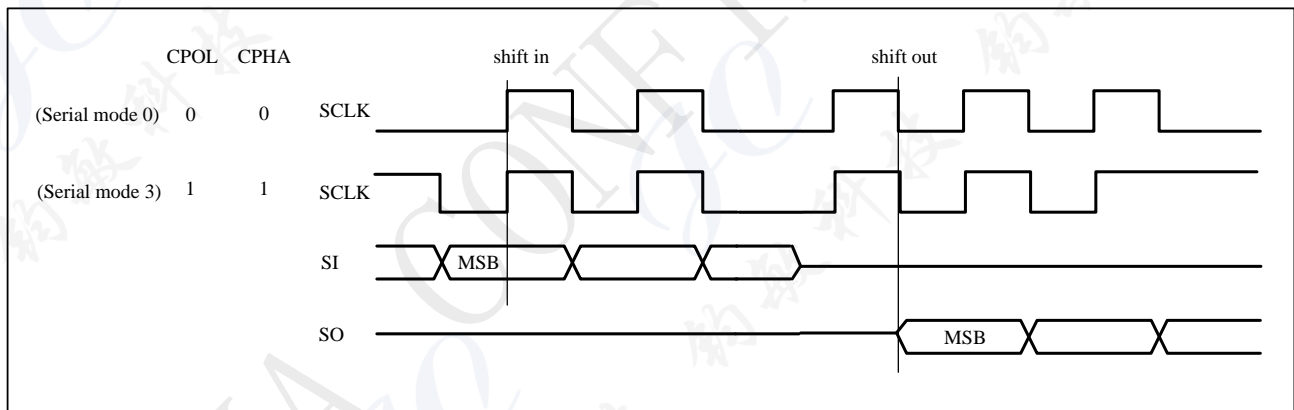 CPOL CPHA shift in shift out
(Serial mode 0) 0 0 SCLK
(Serial mode 3) 1 1 SCLK
SI MSB
SO MSB